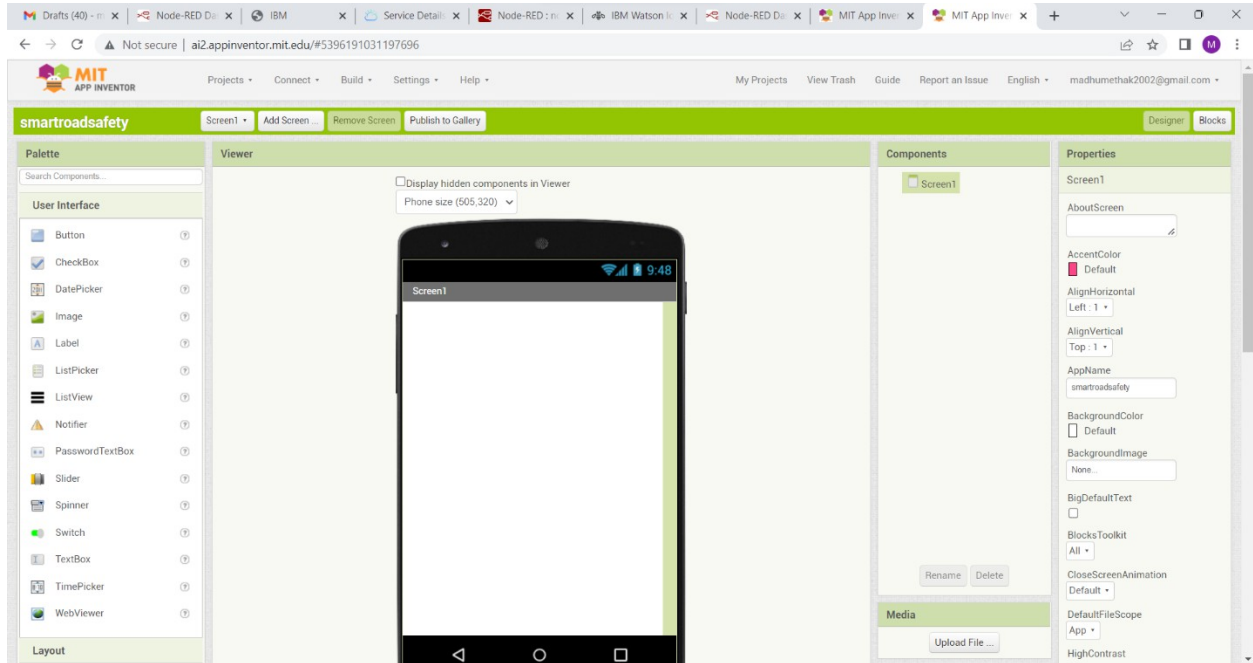 Drafts (40) - m
Node-RED Da
IBM
Service Details
Node-RED : no
IBM Watson Io
Node-RED Da
MIT App Inver
MIT App Inve
Not secure | ai2.appinventor.mit.edu/#5396191031197696
M
MIT
APP INVENTOR
Projects
Connect
Build
Settings
Help
My Projects
View Trash
Guide
Report an Issue
English
madhumethak2002@gmail.com
smartroadsafety
Screen1
Add Screen ...
Remove Screen
Publish to Gallery
Designer
Blocks
Palette
Search Components...
User Interface
Button
CheckBox
DatePicker
Image
Label
ListPicker
ListView
Notifier
PasswordTextBox
Slider
Spinner
Switch
TextBox
TimePicker
WebViewer
Layout
Viewer
Display hidden components in Viewer
Phone size (505,320)
9:48
Screen1
Components
Screen1
Rename
Delete
Media
Upload File ...
Properties
Screen1
AboutScreen
AccentColor
Default
AlignHorizontal
Left : 1
AlignVertical
Top : 1
AppName
smartroadsafety
BackgroundColor
Default
BackgroundImage
None...
BigDefaultText
BlocksToolkit
All
CloseScreenAnimation
Default
DefaultFileScope
App
HighContrast